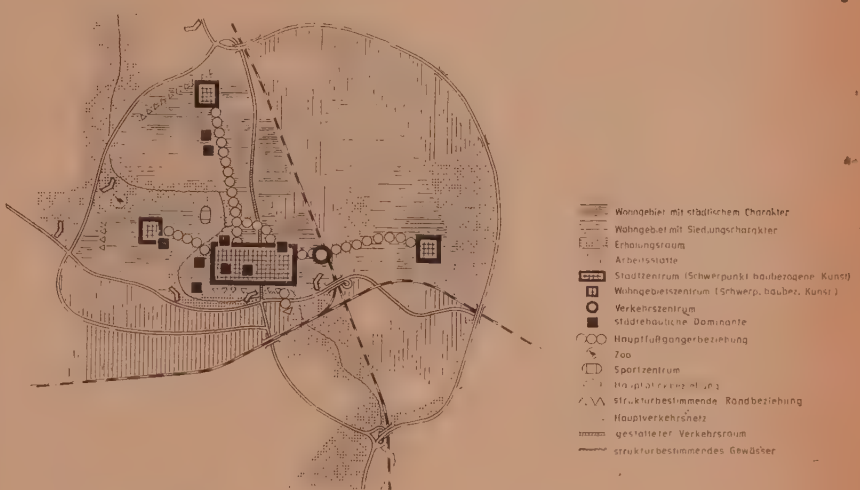 Wohngebiet mit städtischem Charakter
Wohngebiet mit Siedlungscharakter
Erholungsraum
Arbeitsstätte
Stadtzentrum (Schwerpunkt baubezogene Kunst)
Wohngebietszentrum (Schwerp. baubez. Kunst)
Verkehrszentrum
städtebauliche Dominante
Hauptfußgängerbeziehung
Zoo
Sportzentrum
strukturbestimmende Randbeziehung
Hauptverkehrsnetz
gestalteter Verkehrsraum
strukturbestimmendes Gewässer